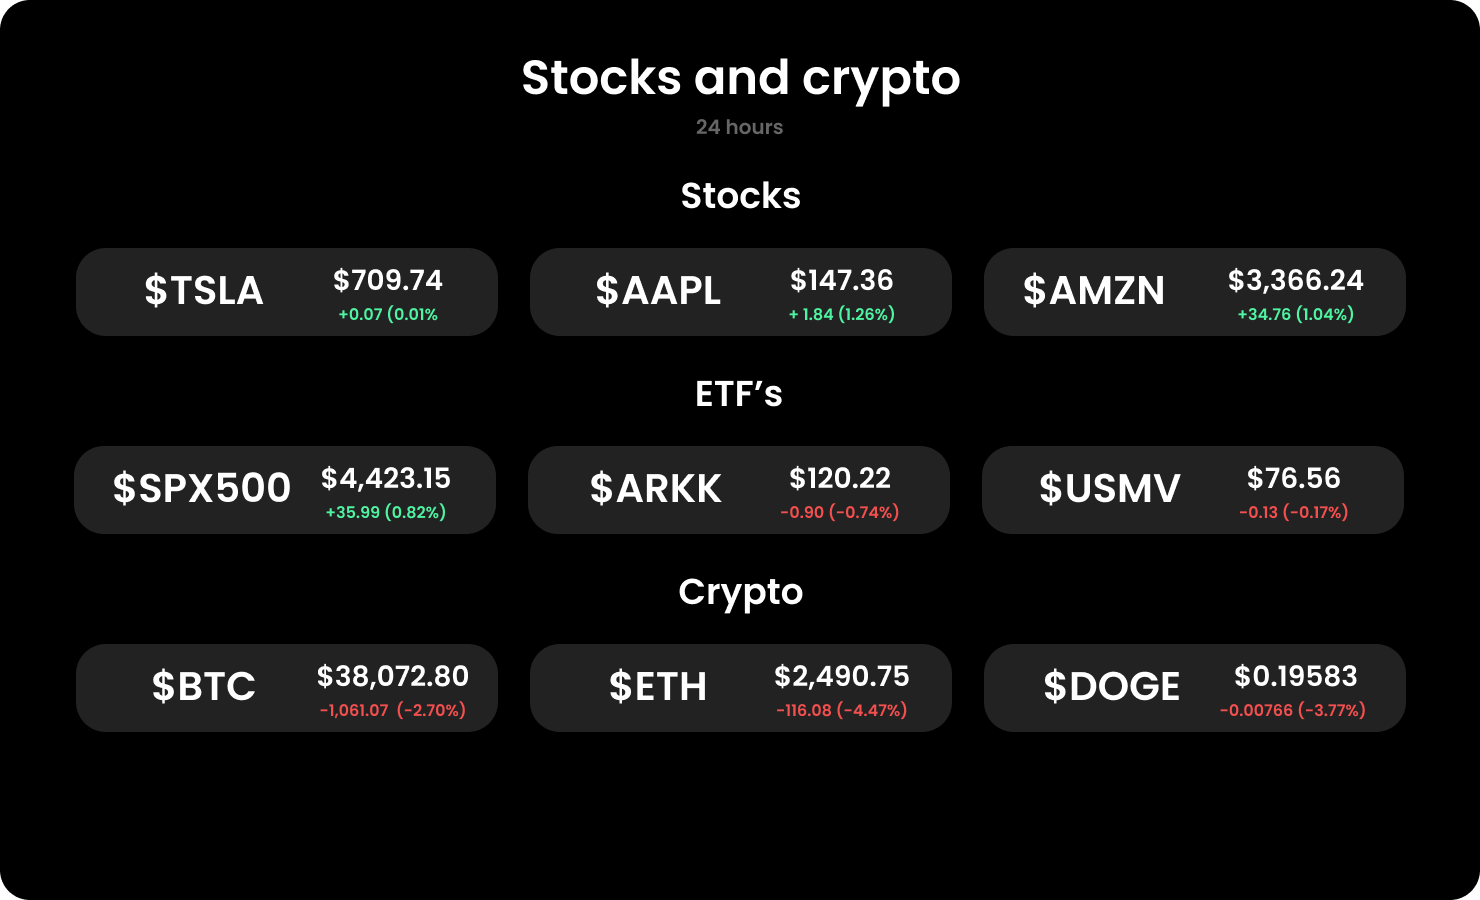 Stocks and crypto
24 hours
Stocks
$TSLA $709.74
+0.07 (0.01%
$AAPL $147.36
+ 1.84 (1.26%)
$AMZN $3,366.24
+34.76 (1.04%)
ETF’s
$SPX500 $4,423.15
+35.99 (0.82%)
$ARKK $120.22
-0.90 (-0.74%)
$USMV $76.56
-0.13 (-0.17%)
Crypto
$BTC $38,072.80
-1,061.07 (-2.70%)
$ETH $2,490.75
-116.08 (-4.47%)
$DOGE $0.19583
-0.00766 (-3.77%)